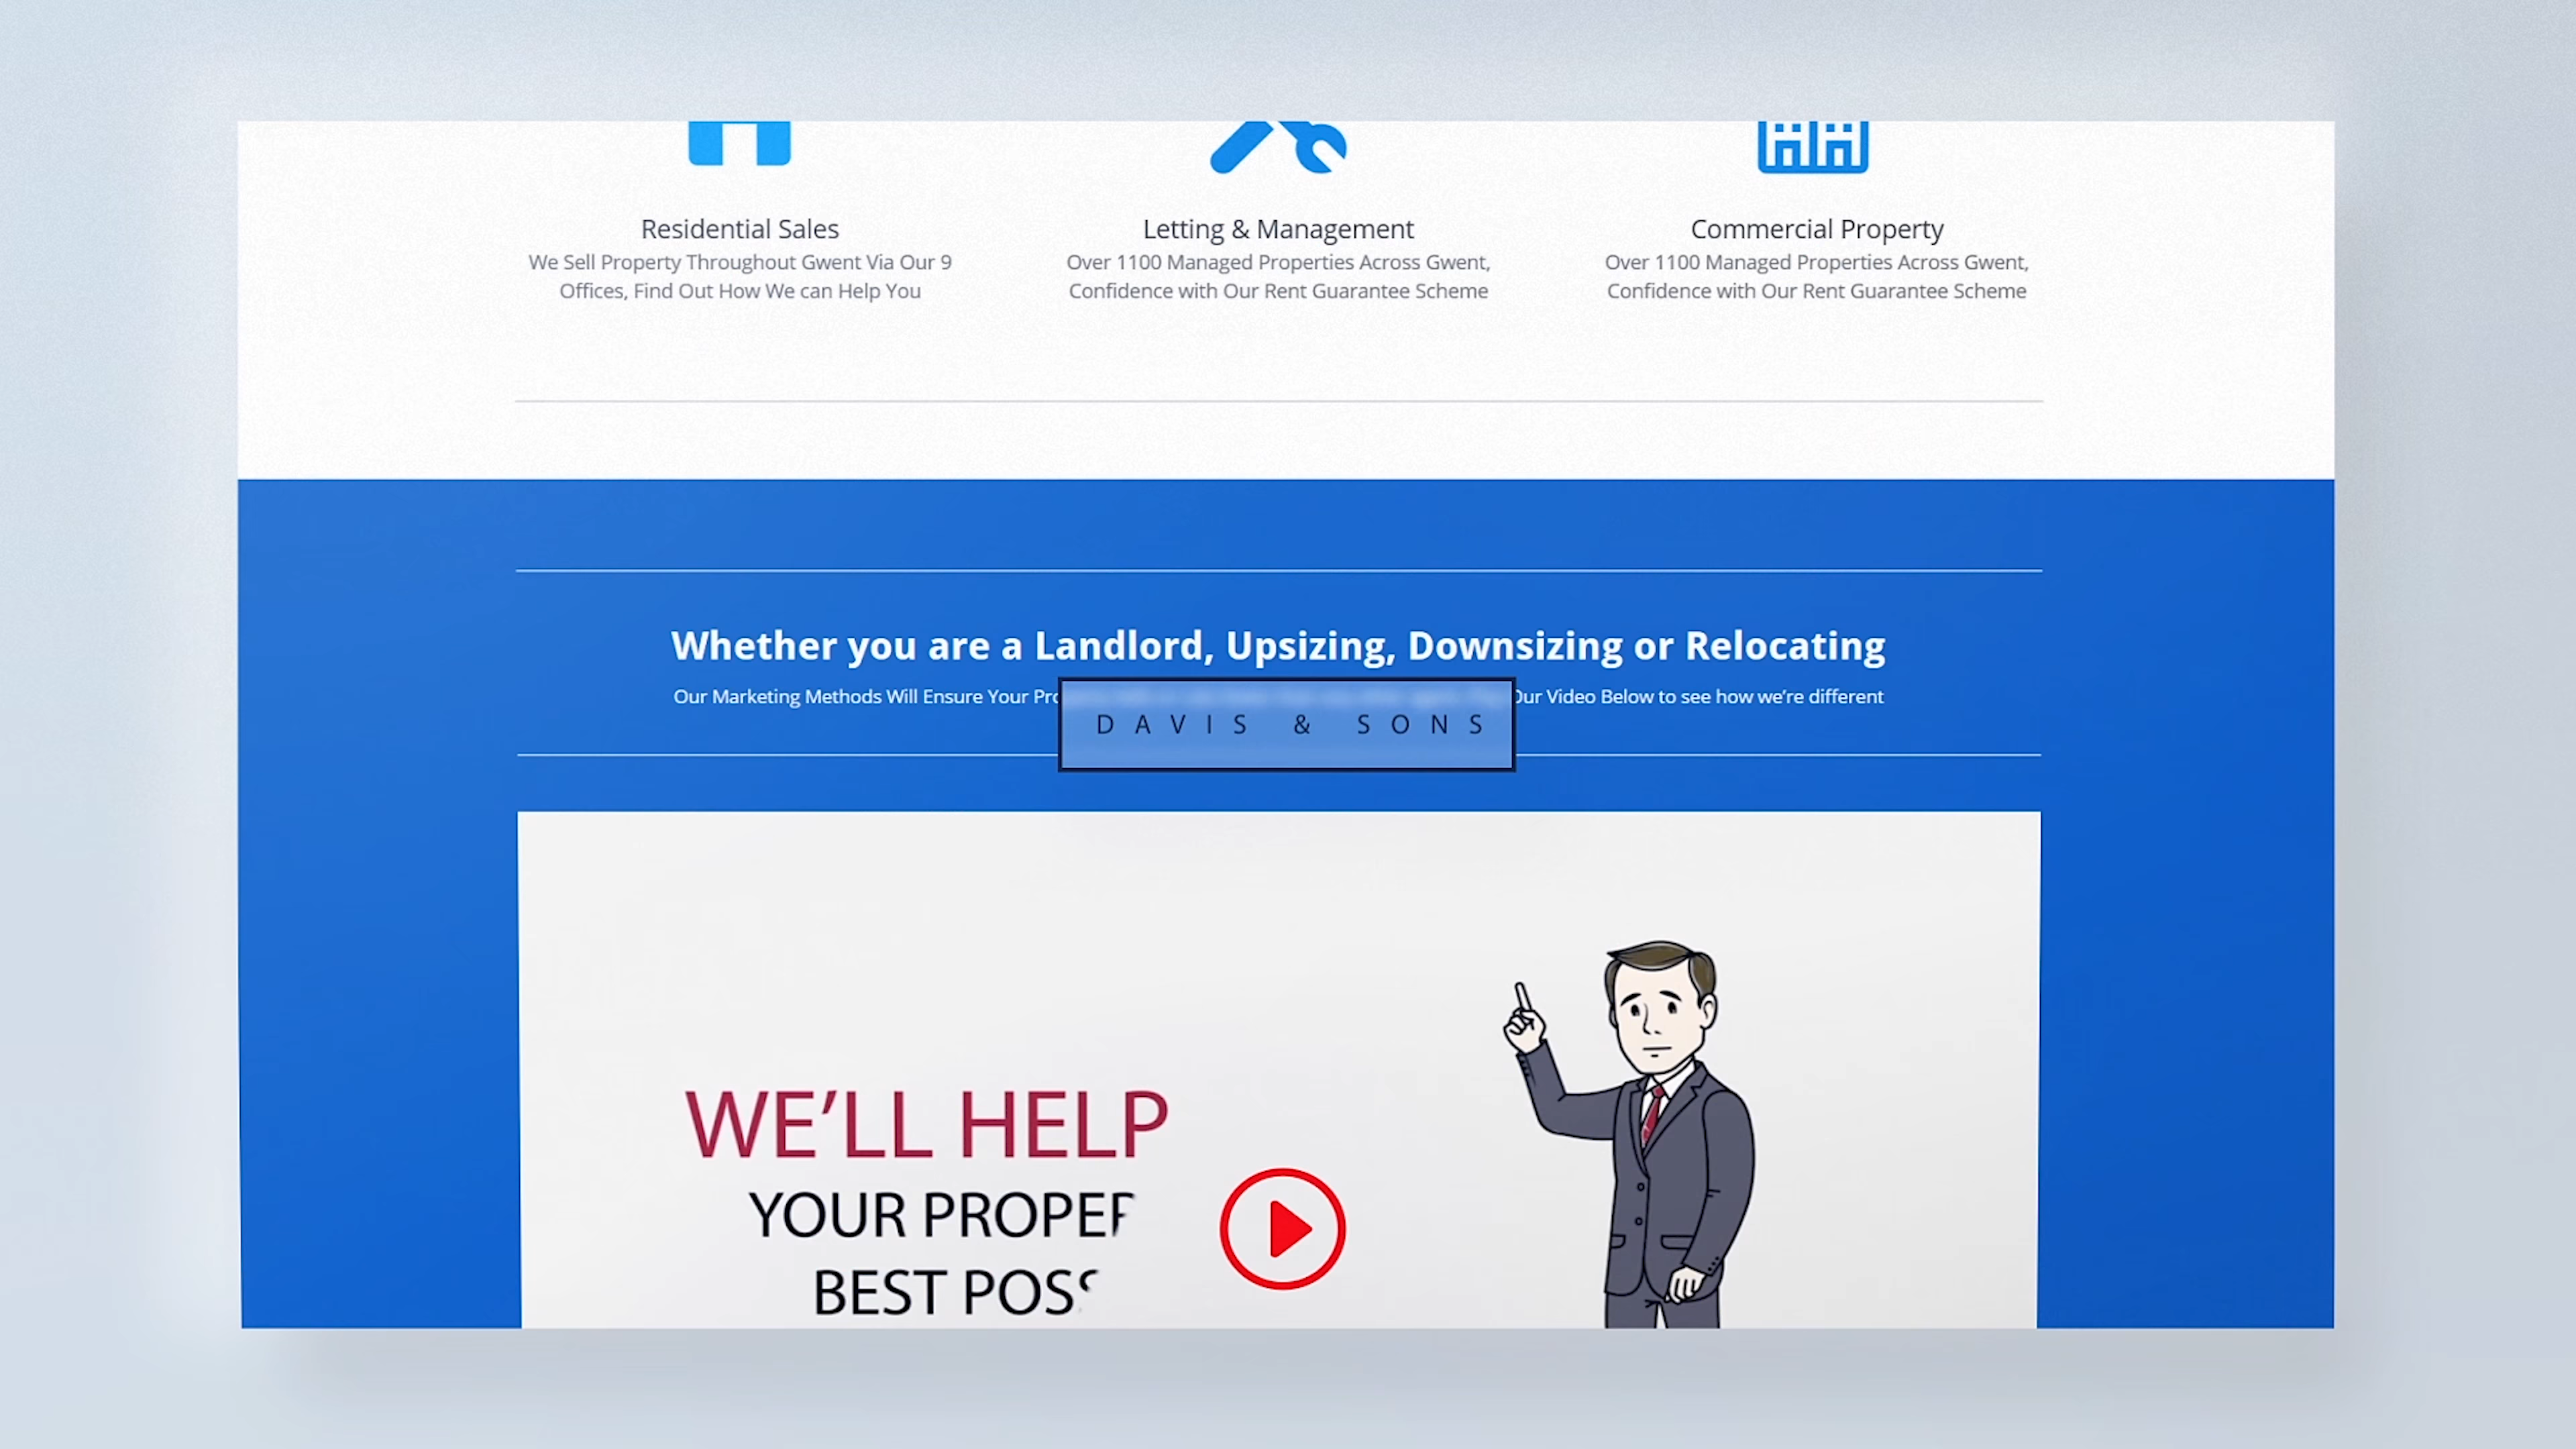 Residential Sales
We Sell Property Throughout Gwent Via Our 9
Offices, Find Out How We can Help You
Letting & Management
Over 1100 Managed Properties Across Gwent,
Confidence with Our Rent Guarantee Scheme
Commercial Property
Over 1100 Managed Properties Across Gwent,
Confidence with Our Rent Guarantee Scheme
Whether you are a Landlord, Upsizing, Downsizing or Relocating
Our Marketing Methods Will Ensure Your Our Video Below to see how we're different
DAVIS & SONS
WE'LL HELP
YOUR
BEST